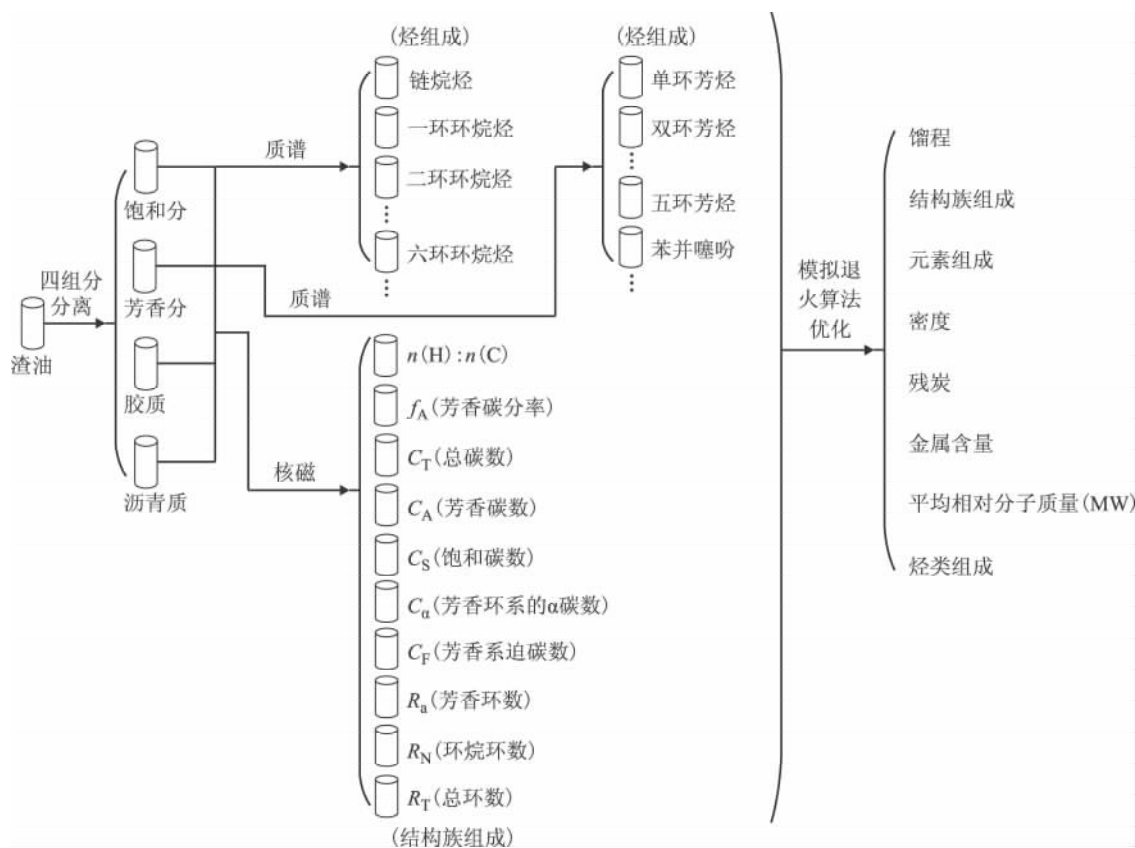 渣油
四组分
分离
饱和分
芳香分
胶质
沥青质
质谱
质谱
核磁
(烃组成)
链烷烃
一环环烷烃
二环环烷烃
六环环烷烃
(烃组成)
单环芳烃
双环芳烃
五环芳烃
苯并噻吩
n(H):n(C)
f_A(芳香碳分率)
C_T(总碳数)
C_A(芳香碳数)
C_S(饱和碳数)
C_α(芳香环系的α碳数)
C_F(芳香系迫碳数)
R_a(芳香环数)
R_N(环烷环数)
R_T(总环数)
(结构族组成)
模拟退
火算法
优化
馏程
结构族组成
元素组成
密度
残炭
金属含量
平均相对分子质量(MW)
烃类组成